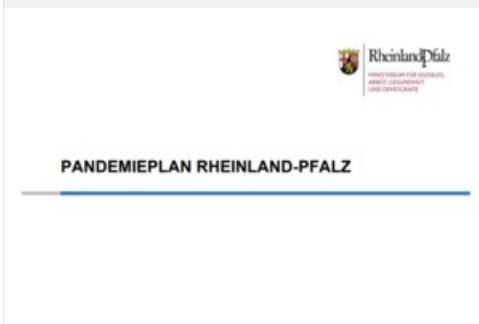 RheinlandPfalz
MINISTERIUM FÜR SOZIALES,
ARBEIT, GESUNDHEIT
UND DEMOGRAFIE
PANDEMIEPLAN RHEINLAND-PFALZ